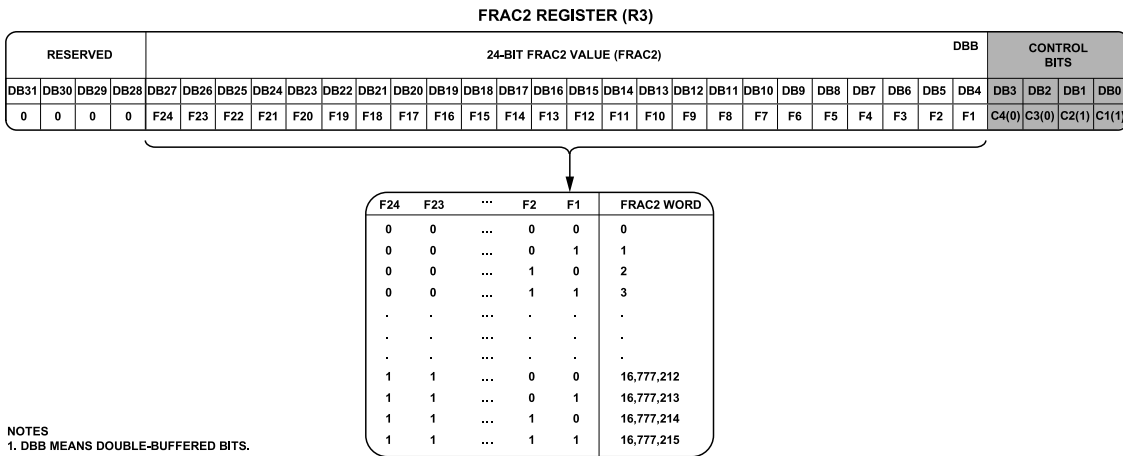 FRAC2 REGISTER (R3)
RESERVED 24-BIT FRAC2 VALUE (FRAC2) DBB CONTROL BITS
DB31 DB30 DB29 DB28 DB27 DB26 DB25 DB24 DB23 DB22 DB21 DB20 DB19 DB18 DB17 DB16 DB15 DB14 DB13 DB12 DB11 DB10 DB9 DB8 DB7 DB6 DB5 DB4 DB3 DB2 DB1 DB0
0 0 0 0 F24 F23 F22 F21 F20 F19 F18 F17 F16 F15 F14 F13 F12 F11 F10 F9 F8 F7 F6 F5 F4 F3 F2 F1 C4(0) C3(0) C2(1) C1(1)
F24 F23 ... F2 F1 FRAC2 WORD
0 0 ... 0 0 0
0 0 ... 0 1 1
0 0 ... 1 0 2
0 0 ... 1 1 3
. . ... . . .
. . ... . . .
. . ... . . .
1 1 ... 0 0 16,777,212
1 1 ... 0 1 16,777,213
1 1 ... 1 0 16,777,214
1 1 ... 1 1 16,777,215
NOTES
1. DBB MEANS DOUBLE-BUFFERED BITS.